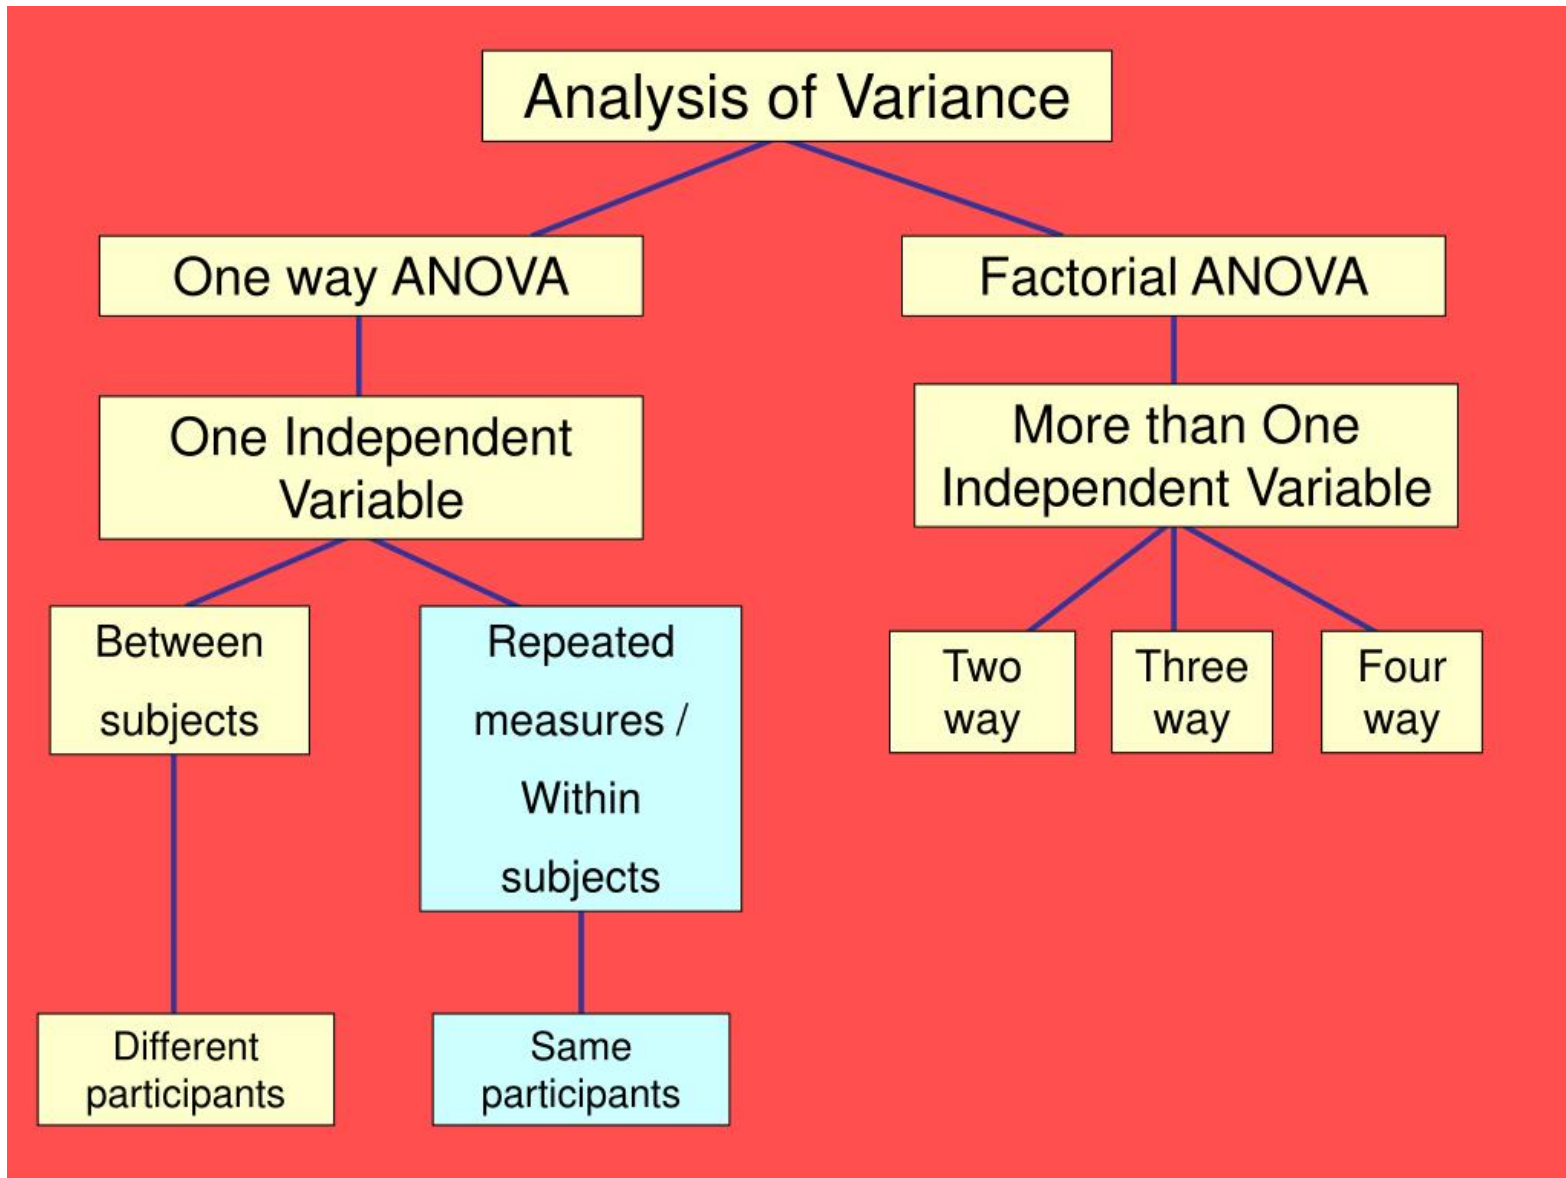 Analysis of Variance
One way ANOVA
Factorial ANOVA
One Independent
Variable
More than One
Independent Variable
Between
subjects
Repeated
measures /
Within
subjects
Two
way
Three
way
Four
way
Different
participants
Same
participants